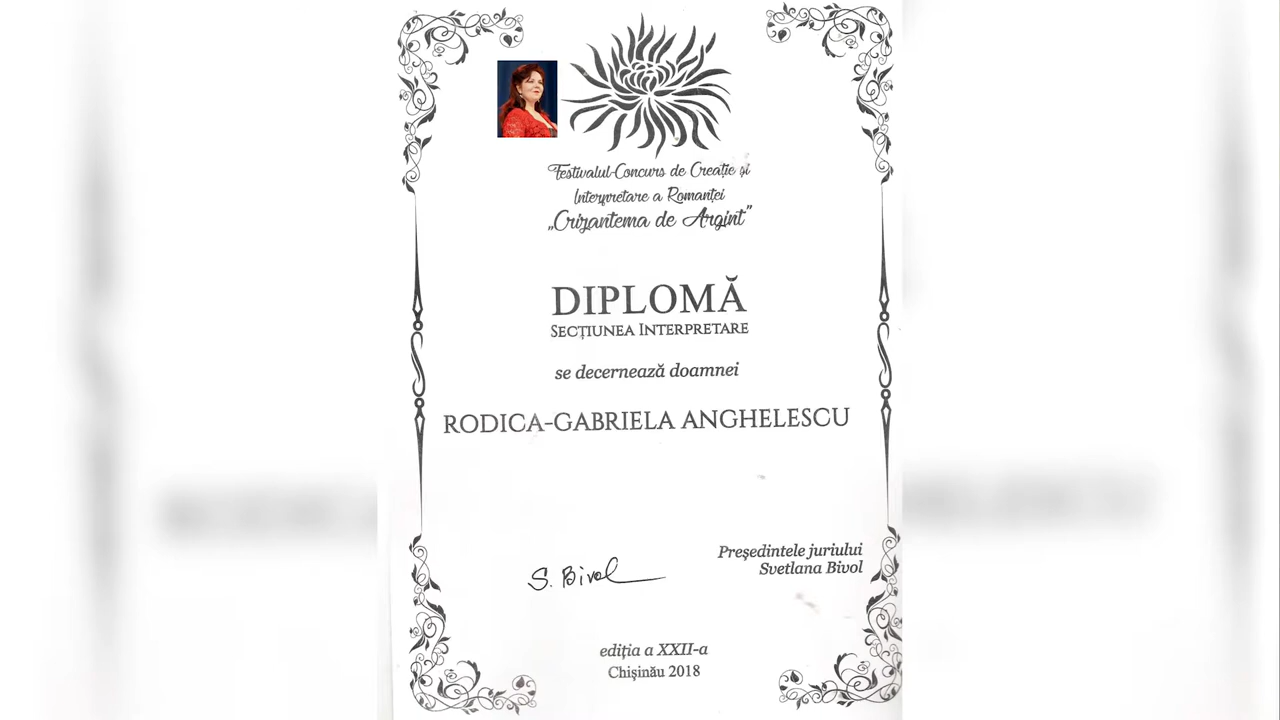 Festivalul-Concurs de Creație și
Interpretare a Romanței
„Crizantema de Argint”
DIPLOMĂ
SECȚIUNEA INTERPRETARE
se decernează doamnei
RODICA-GABRIELA ANGHELESCU
Președintele juriului
Svetlana Bivol
S. Bivol
ediția a XXII-a
Chișinău 2018